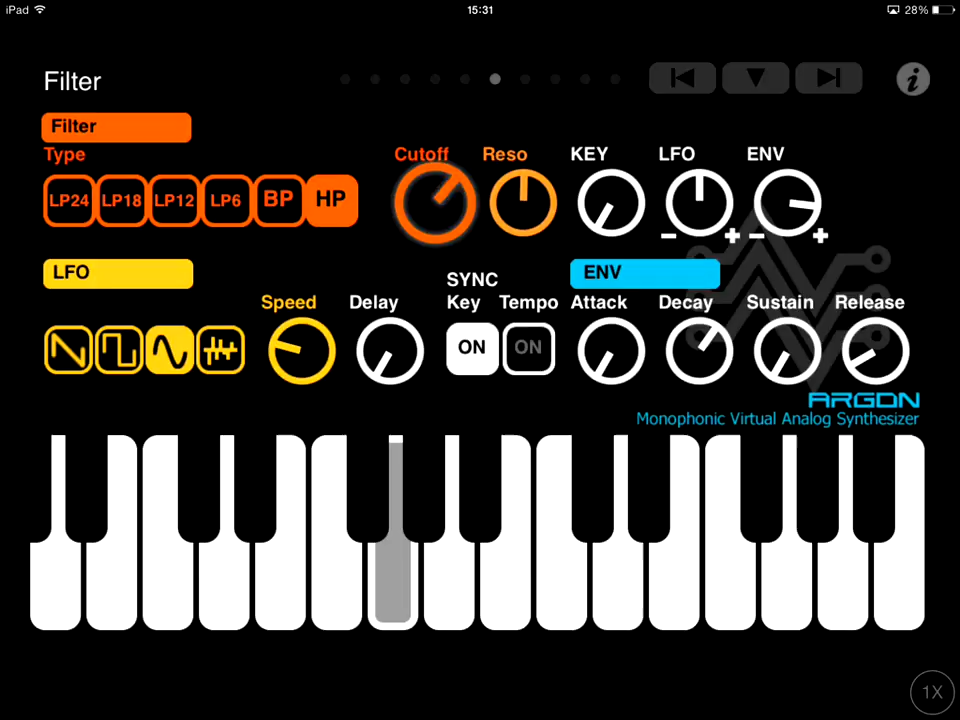 iPad 15:31 28%
Filter
i
Filter
Type Cutoff Reso KEY LFO ENV
LP24 LP18 LP12 LP6 BP HP
- + - +
LFO SYNC ENV
Speed Delay Key Tempo Attack Decay Sustain Release
ON ON
ARGON
Monophonic Virtual Analog Synthesizer
1X